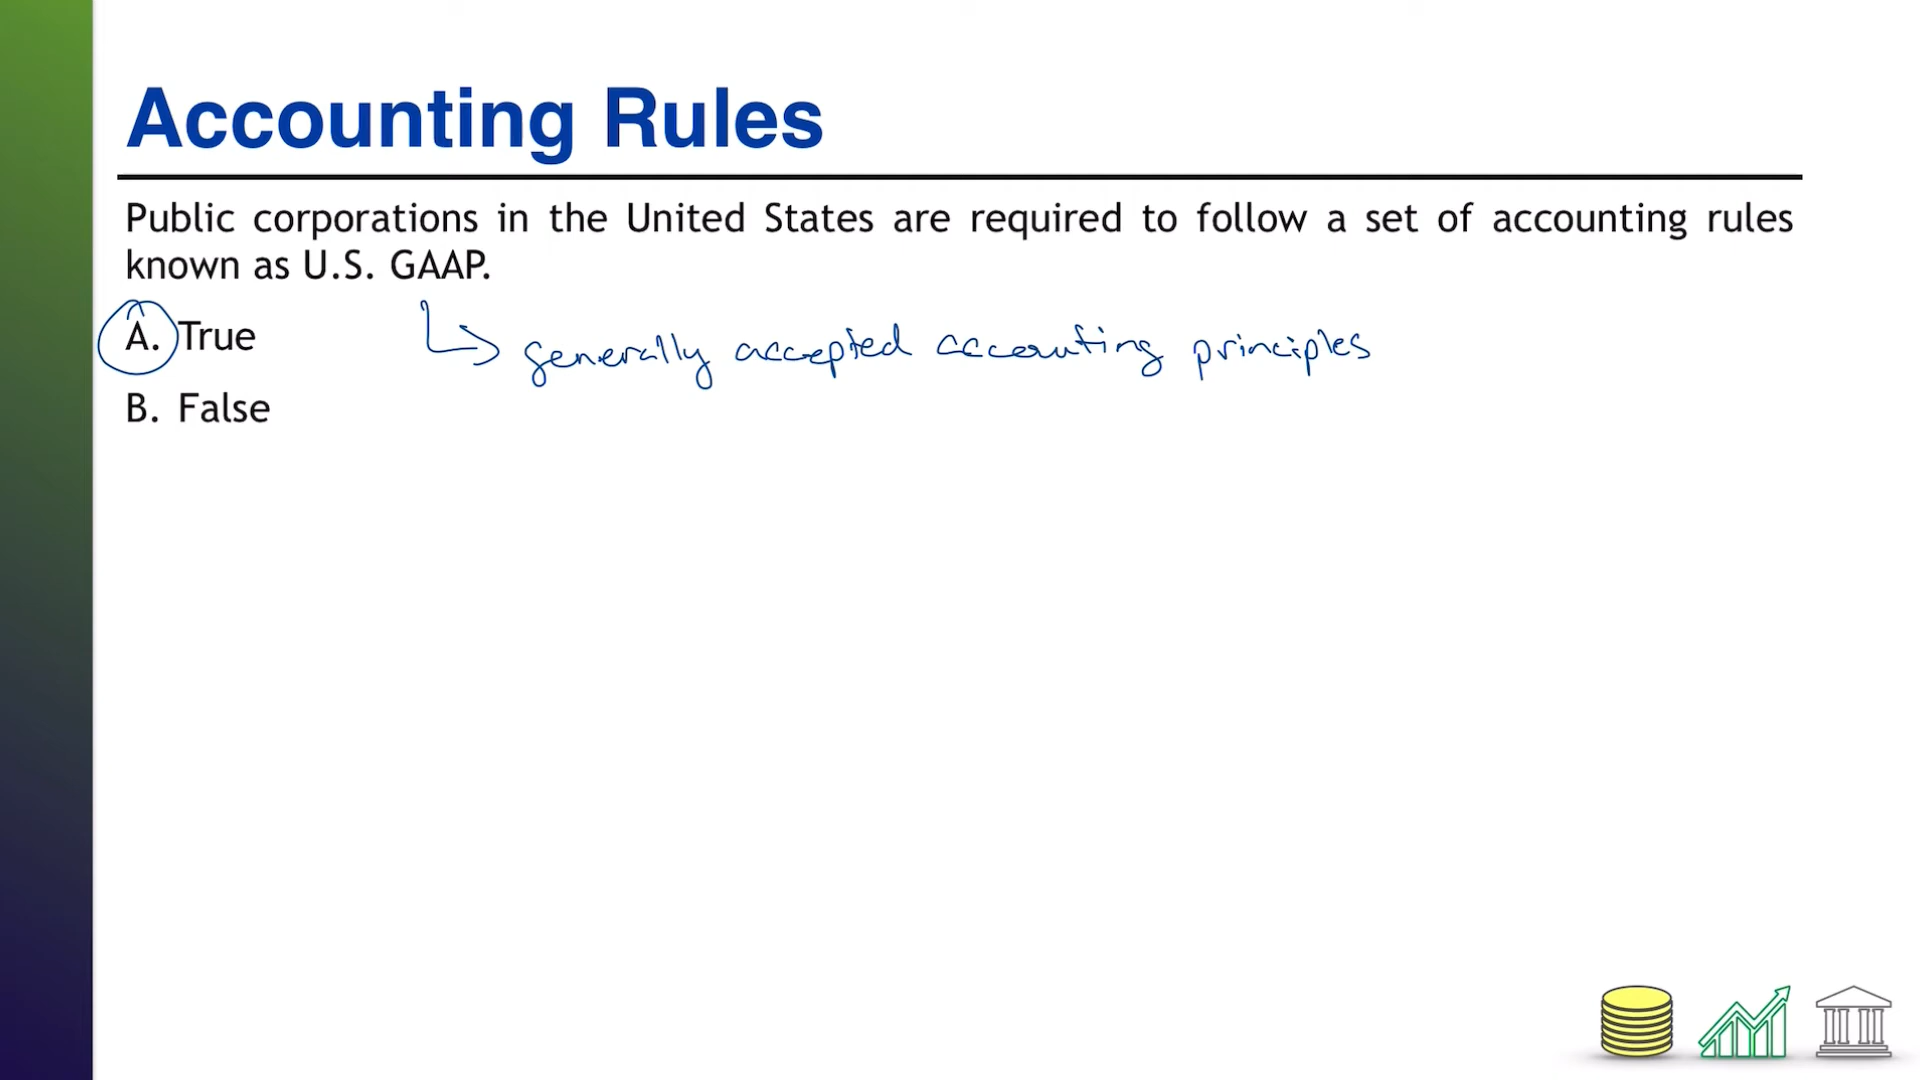 Accounting Rules
Public corporations in the United States are required to follow a set of accounting rules
known as U.S. GAAP.
A. True
generally accepted accounting principles
B. False